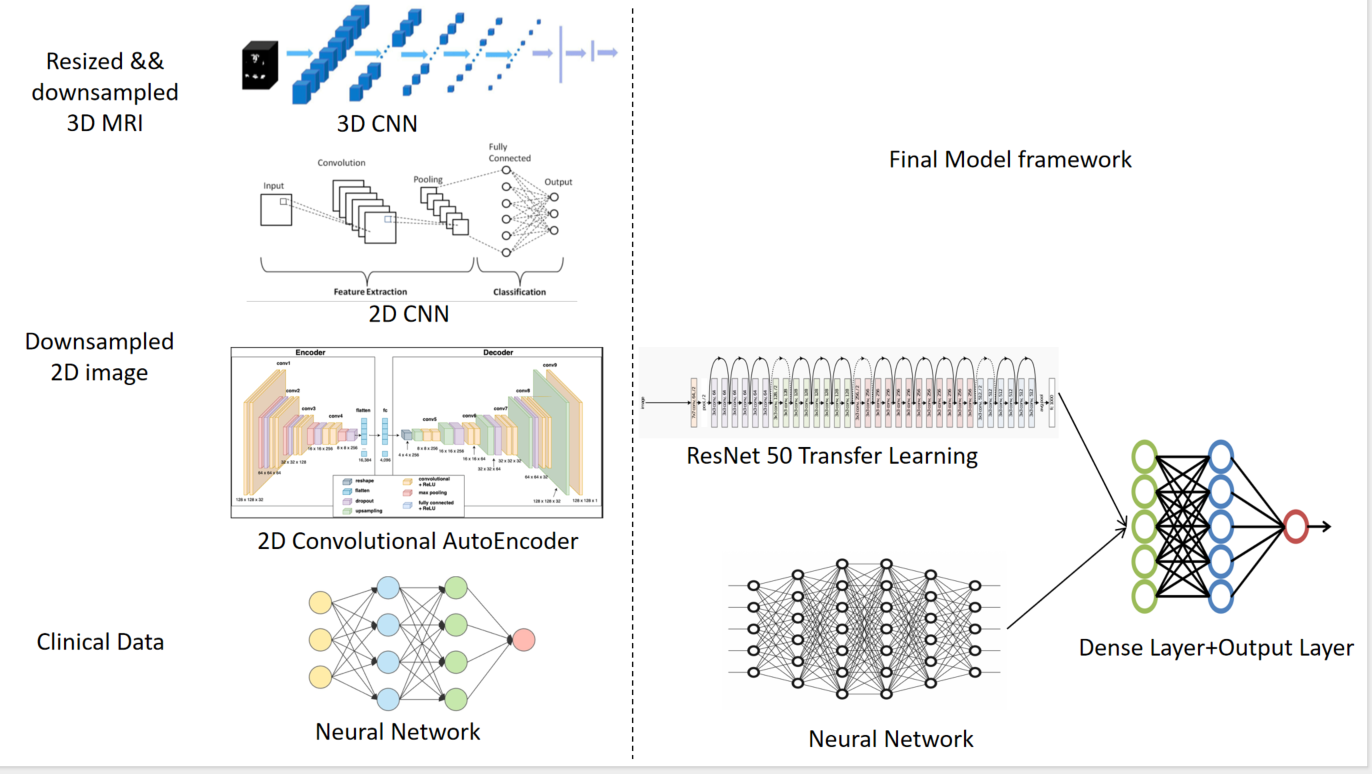 Resized &&
downsampled
3D MRI
3D CNN
Final Model framework
Fully
Connected
Convolution
Pooling
Output
Input
Feature Extraction
Classification
2D CNN
Downsampled
2D image
Encoder
Decoder
conv1
conv2
conv3
conv4
flatten
fc
conv5
conv6
conv7
conv8
conv9
128 x 128 x 32
64 x 64 x 64
32 x 32 x 128
16 x 16 x 256
8 x 8 x 256
16,384
4,096
4 x 4 x 256
8 x 8 x 256
16 x 16 x 256
16 x 16 x 64
32 x 32 x 64
32 x 32 x 32
64 x 64 x 32
128 x 128 x 32
128 x 128 x 1
reshape
flatten
dropout
upsampling
convolutional
+ ReLU
max pooling
fully connected
+ ReLU
2D Convolutional AutoEncoder
image
ResNet 50 Transfer Learning
Clinical Data
Neural Network
Neural Network
Dense Layer+Output Layer